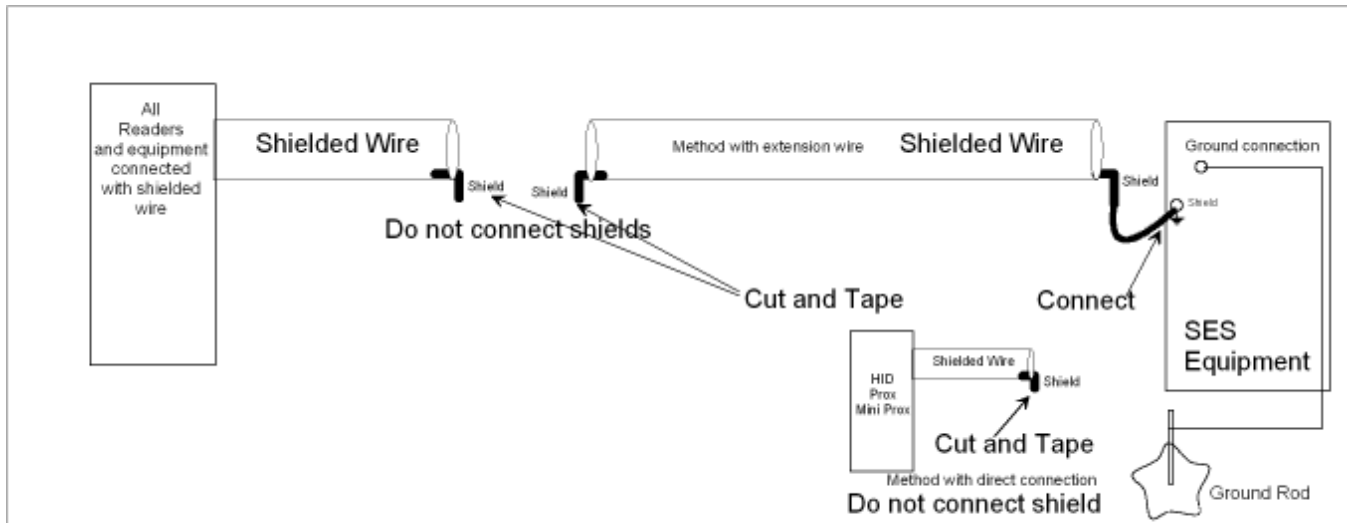 All
Readers
and equipment
connected
with shielded
wire
Shielded Wire
Shield
Shield
Do not connect shields
Cut and Tape
Method with extension wire
Shielded Wire
Shield
Connect
Ground connection
Shield
SES
Equipment
HID
Prox
Mini Prox
Shielded Wire
Shield
Cut and Tape
Method with direct connection
Do not connect shield
Ground Rod